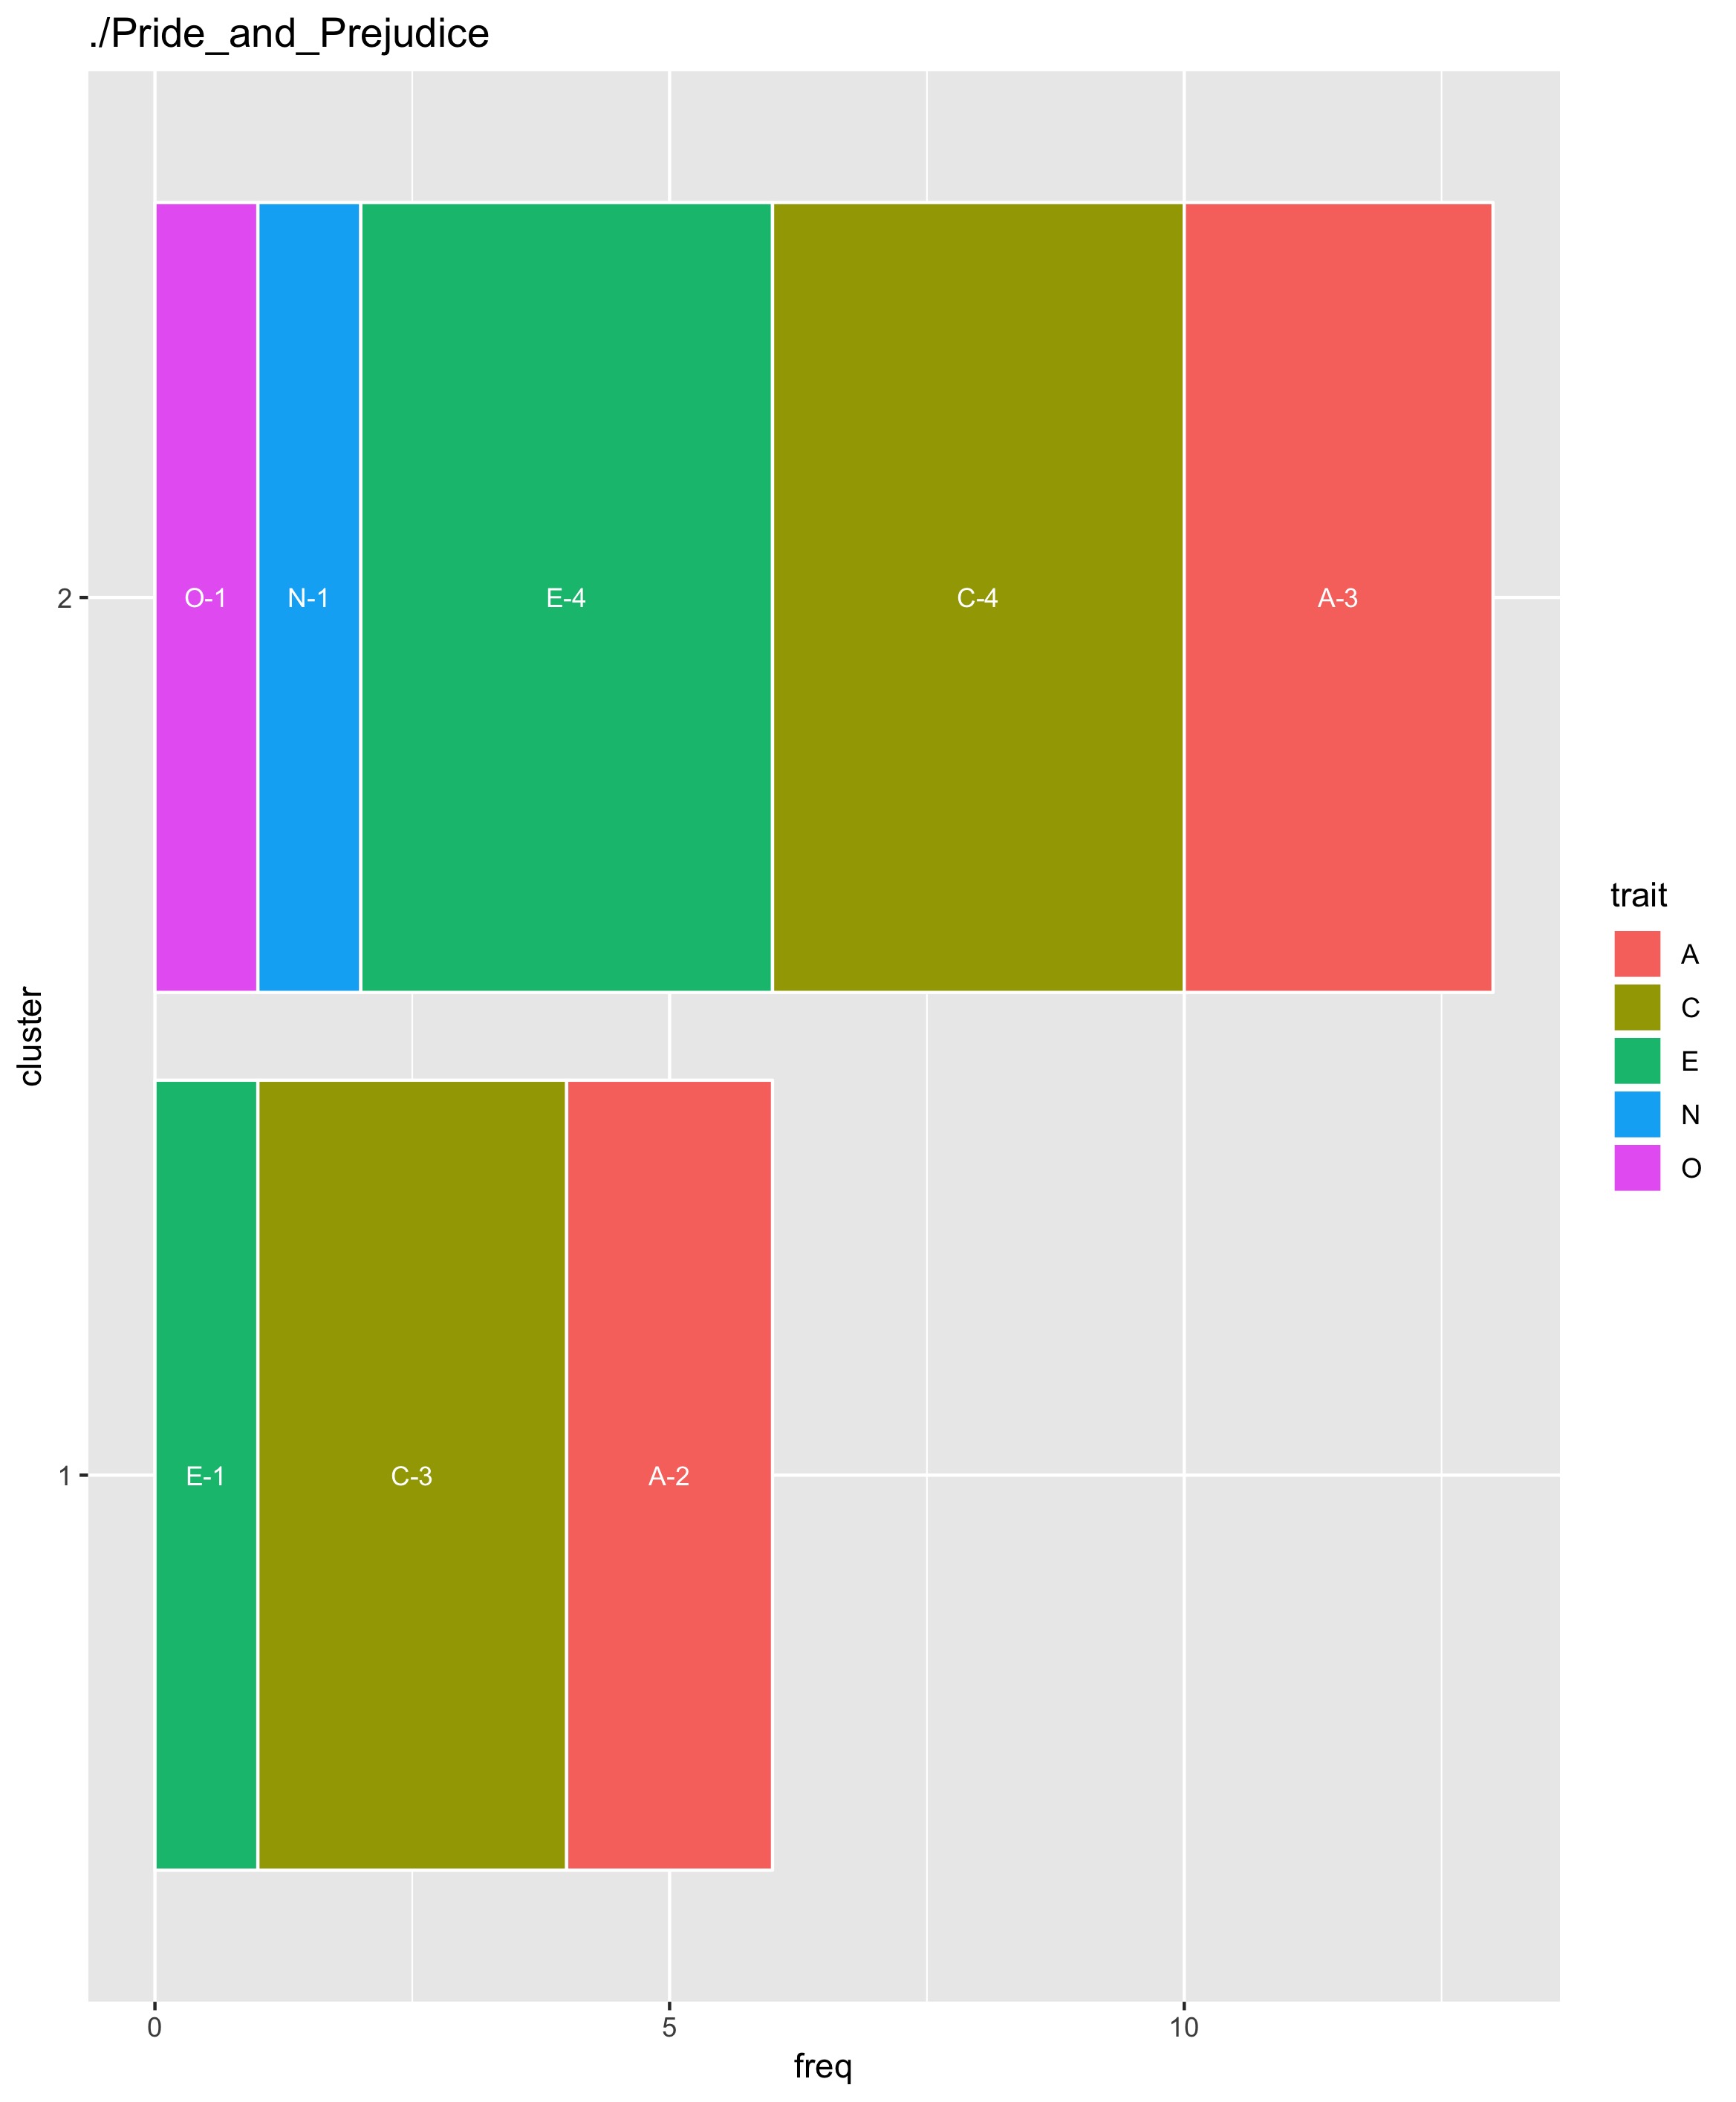 ./Pride_and_Prejudice
cluster
2
O-1 N-1 E-4 C-4 A-3
1
E-1 C-3 A-2
0 5 10
freq
trait
A
C
E
N
O